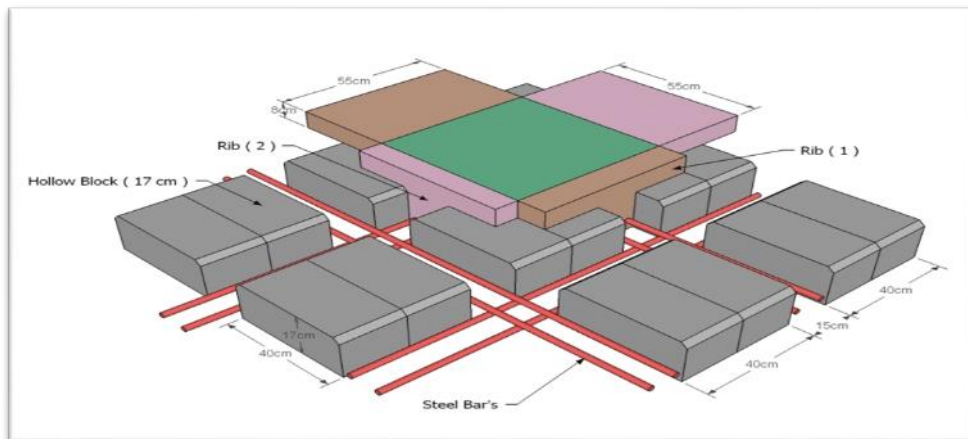 55cm
55cm
8cm
Rib ( 2 )
Rib ( 1 )
Hollow Block ( 17 cm )
40cm
15cm
17cm
40cm
40cm
Steel Bar's